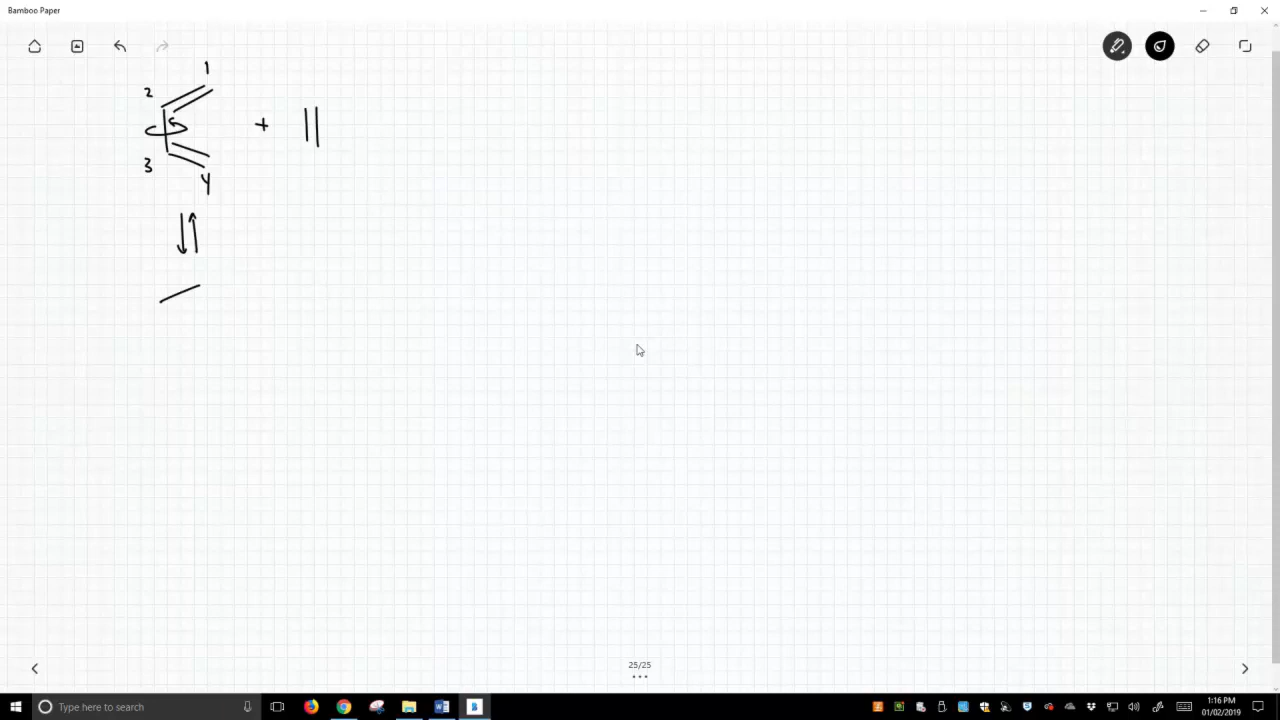 Bamboo Paper
1
2
+
3
4
25/25
Type here to search
1:16 PM
01/02/2019